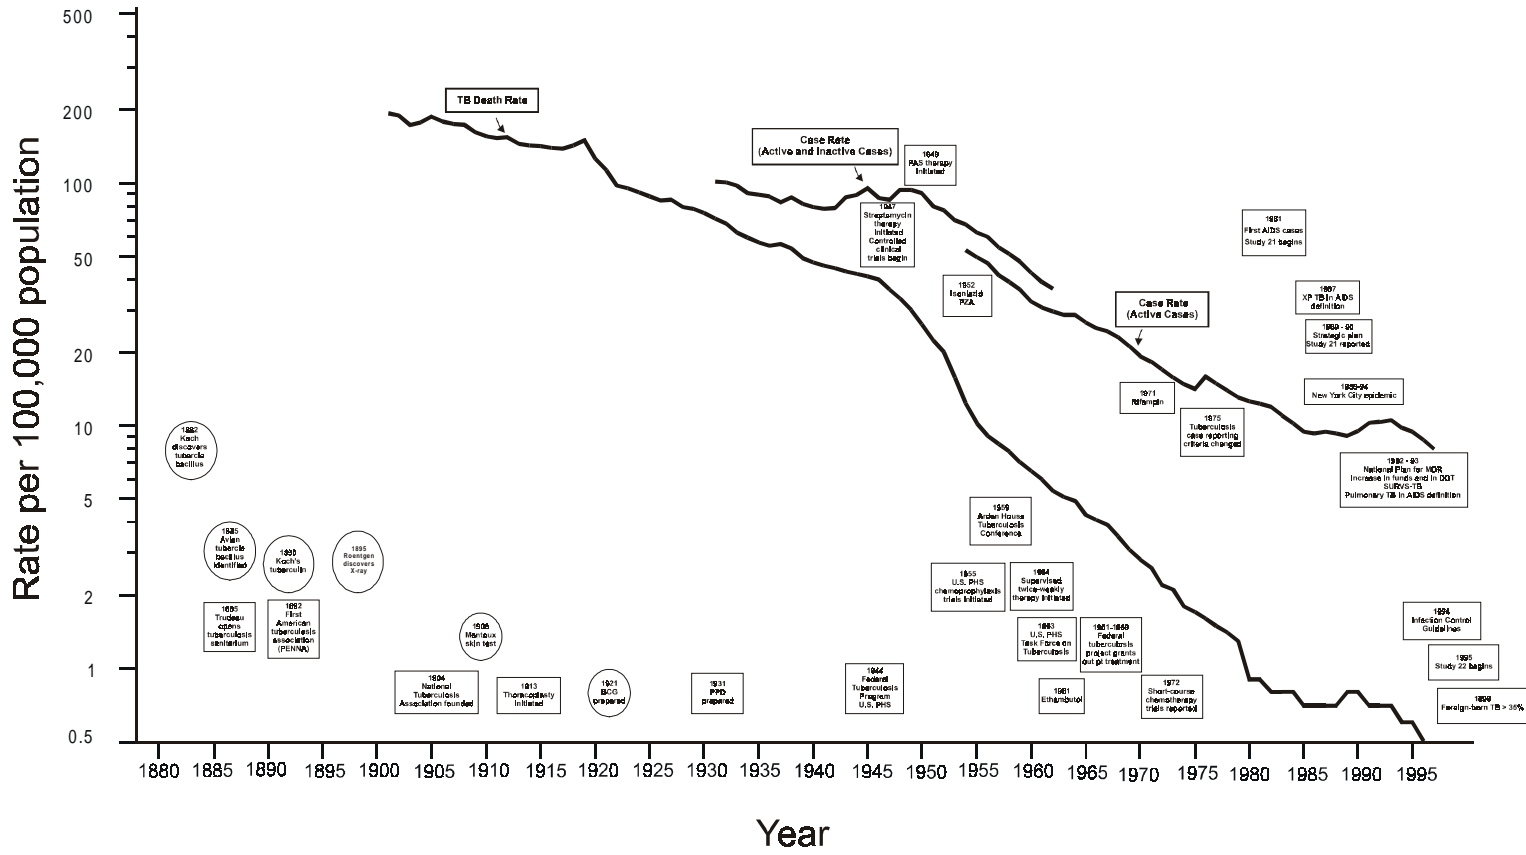 Rate per 100,000 population
500
200
100
50
20
10
5
2
1
0.5
TB Death Rate
Case Rate
(Active and Inactive Cases)
1949
PAS therapy
initiated
1947
Streptomycin
therapy
initiated
Controlled
clinical
trials begin
1952
Isoniazid
PZA
Case Rate
(Active Cases)
1981
First AIDS cases
Study 21 begins
1987
XP TB in AIDS
definition
1989 - 90
Strategic plan
Study 21 reported
New York City epidemic
1971
Rifampin
1975
Tuberculosis
case reporting
criteria changed
1992 - 93
National Plan for MDR
Increase in funds and in DOT
SURVS-TB
Pulmonary TB in AIDS definition
1882
Koch
discovers
tubercle
bacillus
1885
Avian
tubercle
bacillus
identified
1890
Koch's
tuberculin
1895
Roentgen
discovers
X-ray
1885
Trudeau
opens
tuberculosis
sanitarium
1892
First
American
tuberculosis
association
(PENNA)
1908
Mantoux
skin test
1904
National
Tuberculosis
Association founded
1913
Thoracoplasty
initiated
1921
BCG
prepared
1931
PPD
prepared
1944
Federal
Tuberculosis
Program
U.S. PHS
1959
Arden House
Tuberculosis
Conference
1955
U.S. PHS
chemoprophylaxis
trials initiated
1964
Supervised
twice-weekly
therapy initiated
1963
U.S. PHS
Task Force on
Tuberculosis
1961-1969
Federal
tuberculosis
project grants
out pt treatment
1961
Ethambutol
1972
Short-course
chemotherapy
trials reported
1994
Infection Control
Guidelines
1995
Study 22 begins
Foreign-born TB > 35%
1880 1885 1890 1895 1900 1905 1910 1915 1920 1925 1930 1935 1940 1945 1950 1955 1960 1965 1970 1975 1980 1985 1990 1995
Year